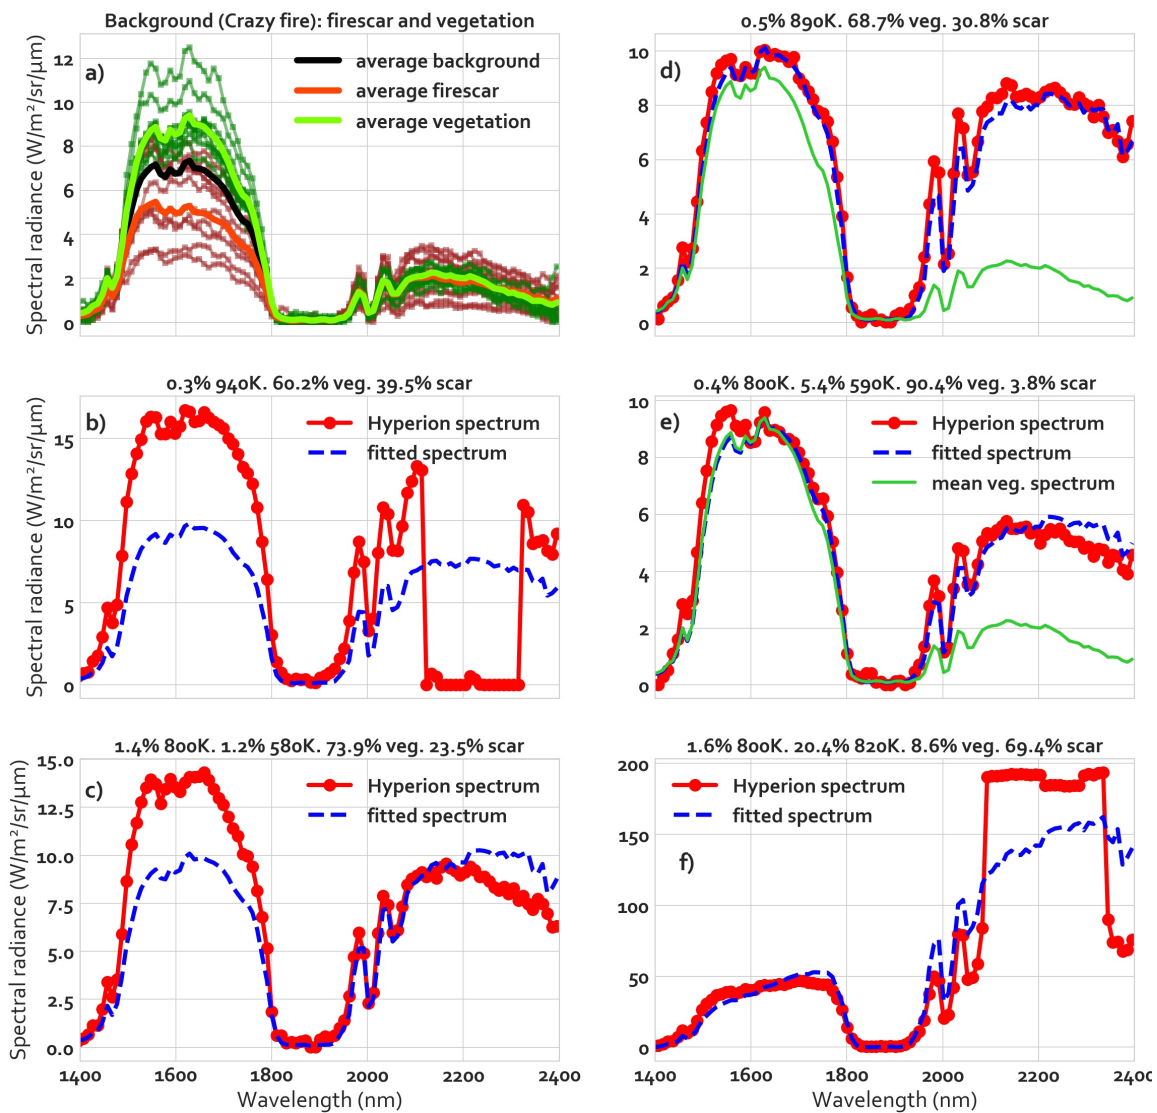 Background (Crazy fire): firescar and vegetation
a)
average background
average firescar
average vegetation
Spectral radiance (W/m²/sr/µm)
12
10
8
6
4
2
0
0.5% 890K. 68.7% veg. 30.8% scar
d)
10
8
6
4
2
0
0.3% 940K. 60.2% veg. 39.5% scar
b)
Hyperion spectrum
fitted spectrum
Spectral radiance (W/m²/sr/µm)
15
10
5
0
0.4% 800K. 5.4% 590K. 90.4% veg. 3.8% scar
e)
Hyperion spectrum
fitted spectrum
mean veg. spectrum
10
8
6
4
2
0
1.4% 800K. 1.2% 580K. 73.9% veg. 23.5% scar
c)
Hyperion spectrum
fitted spectrum
Spectral radiance (W/m²/sr/µm)
15.0
12.5
10.0
7.5
5.0
2.5
0.0
1400 1600 1800 2000 2200 2400
Wavelength (nm)
1.6% 800K. 20.4% 820K. 8.6% veg. 69.4% scar
Hyperion spectrum
fitted spectrum
f)
200
150
100
50
0
1400 1600 1800 2000 2200 2400
Wavelength (nm)